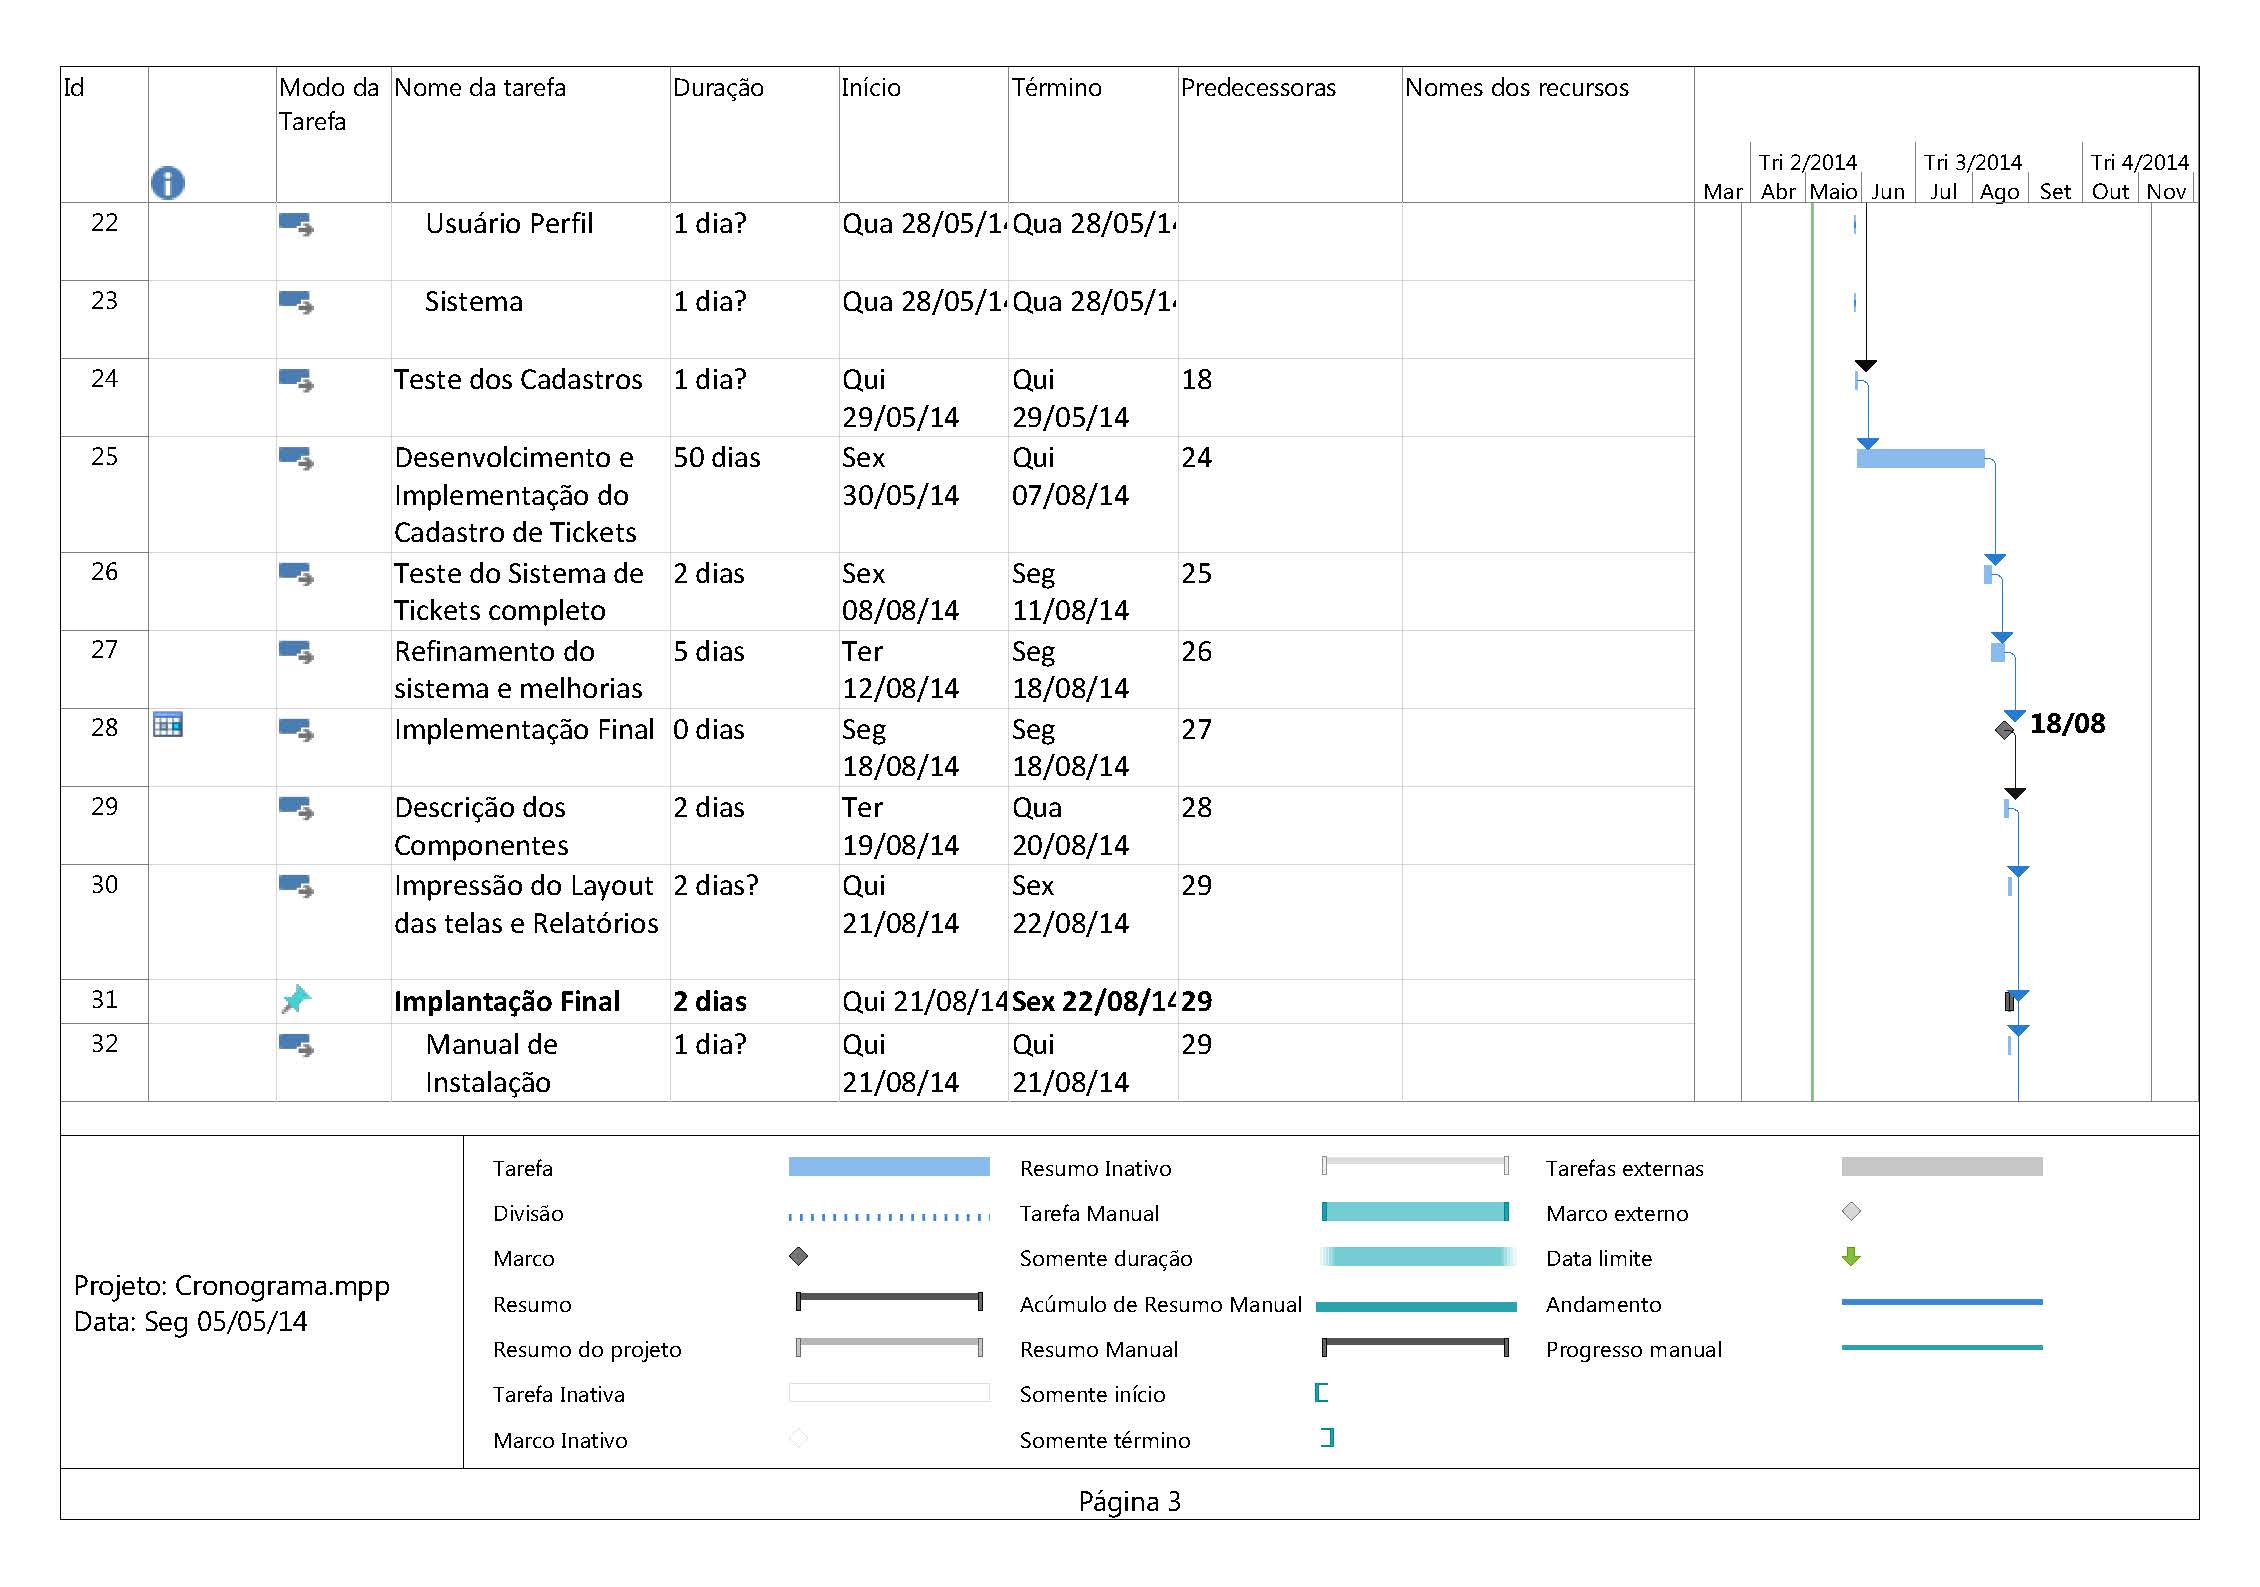 Id
Modo da
Tarefa
Nome da tarefa
Duração
Início
Término
Predecessoras
Nomes dos recursos
Tri 2/2014 Tri 3/2014 Tri 4/2014
Mar Abr Maio Jun Jul Ago Set Out Nov
22 Usuário Perfil 1 dia? Qua 28/05/14 Qua 28/05/14
23 Sistema 1 dia? Qua 28/05/14 Qua 28/05/14
24 Teste dos Cadastros 1 dia? Qui Qui 18
29/05/14 29/05/14
25 Desenvolcimento e 50 dias Sex Qui 24
Implementação do 30/05/14 07/08/14
Cadastro de Tickets
26 Teste do Sistema de 2 dias Sex Seg 25
Tickets completo 08/08/14 11/08/14
27 Refinamento do 5 dias Ter Seg 26
sistema e melhorias 12/08/14 18/08/14
28 Implementação Final 0 dias Seg Seg 27 18/08
18/08/14 18/08/14
29 Descrição dos 2 dias Ter Qua 28
Componentes 19/08/14 20/08/14
30 Impressão do Layout 2 dias? Qui Sex 29
das telas e Relatórios 21/08/14 22/08/14
31 Implantação Final 2 dias Qui 21/08/14 Sex 22/08/14 29
32 Manual de 1 dia? Qui Qui 29
Instalação 21/08/14 21/08/14
Projeto: Cronograma.mpp
Data: Seg 05/05/14
Tarefa
Divisão
Marco
Resumo
Resumo do projeto
Tarefa Inativa
Marco Inativo
Resumo Inativo
Tarefa Manual
Somente duração
Acúmulo de Resumo Manual
Resumo Manual
Somente início
Somente término
Tarefas externas
Marco externo
Data limite
Andamento
Progresso manual
Página 3